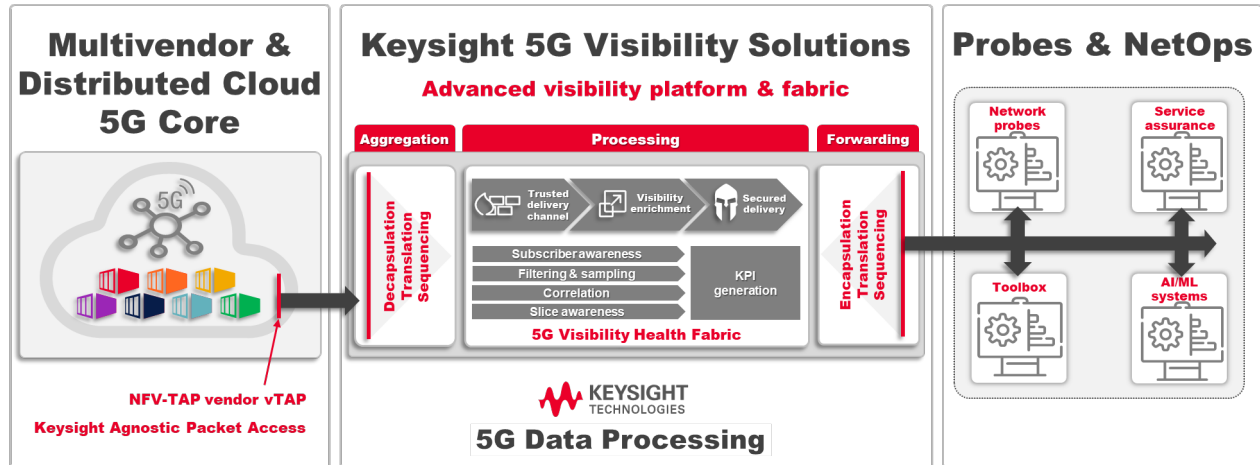 Multivendor &
Distributed Cloud
5G Core
5G
NFV-TAP vendor vTAP
Keysight Agnostic Packet Access
Keysight 5G Visibility Solutions
Advanced visibility platform & fabric
Aggregation
Processing
Forwarding
Decapsulation
Translation
Sequencing
Trusted
delivery
channel
Visibility
enrichment
Secured
delivery
Subscriber awareness
Filtering & sampling
Correlation
Slice awareness
KPI
generation
5G Visibility Health Fabric
Encapsulation
Translation
Sequencing
KEYSIGHT
TECHNOLOGIES
5G Data Processing
Probes & NetOps
Network
probes
Service
assurance
Toolbox
AI/ML
systems